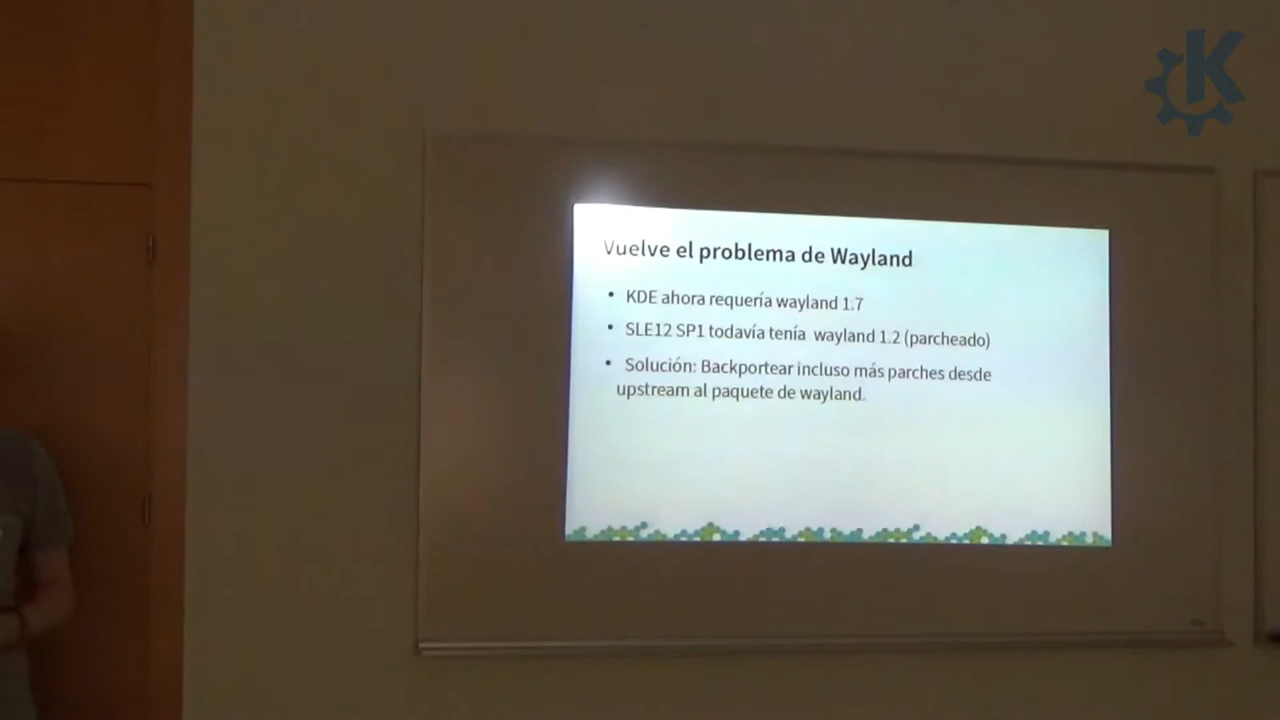 Vuelve el problema de Wayland
• KDE ahora requería wayland 1.7
• SLE12 SP1 todavía tenía wayland 1.2 (parcheado)
• Solución: Backportear incluso más parches desde
upstream al paquete de wayland.
K